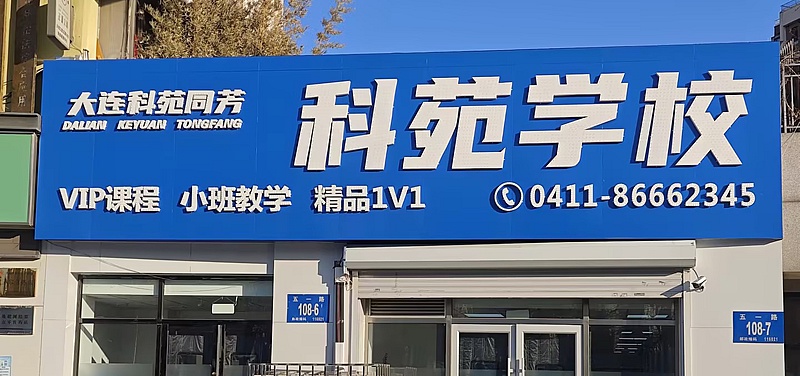 大连科苑同芳
DALIAN KEYUAN TONGFANG
科苑学校
VIP课程 小班教学 精品1V1
0411-86662345
五一路
108-6
五一路
108-7